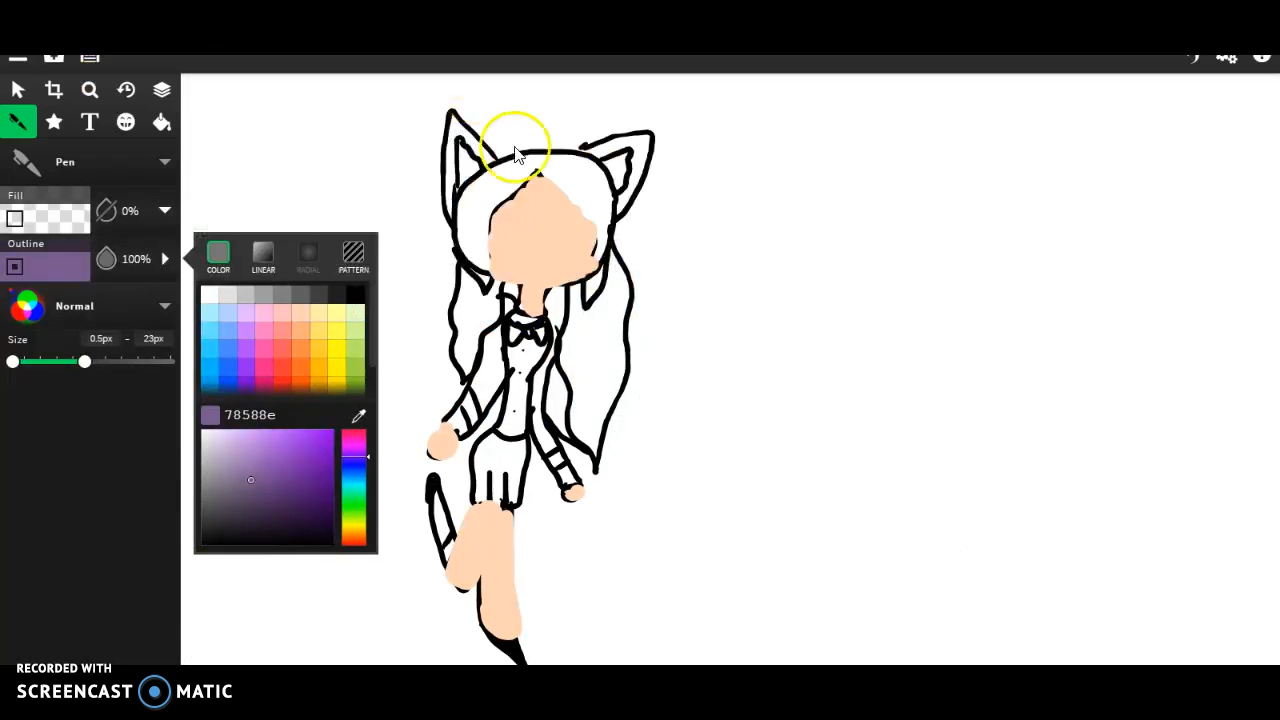 T
Pen
Fill
0%
Outline
100%
COLOR LINEAR RADIAL PATTERN
Normal
Size 0.5px - 23px
78588e
RECORDED WITH
SCREENCAST MATIC